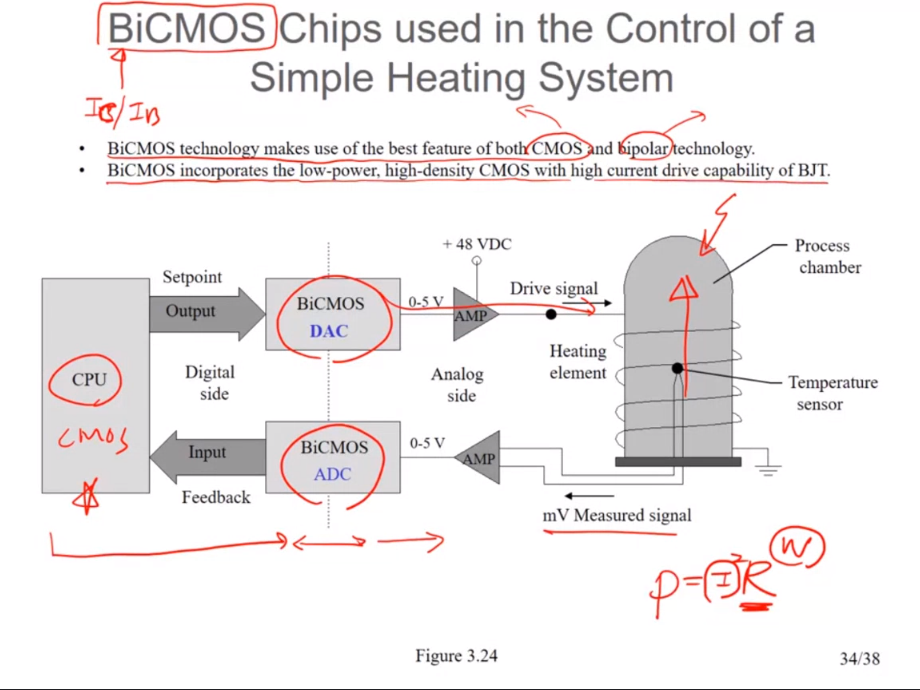 BiCMOS Chips used in the Control of a
Simple Heating System
IC/IB
• BiCMOS technology makes use of the best feature of both CMOS and bipolar technology.
• BiCMOS incorporates the low-power, high-density CMOS with high current drive capability of BJT.
+ 48 VDC
Process
chamber
Setpoint
Output
BiCMOS
DAC
0-5 V
AMP
Drive signal
CPU
CMOS
Digital
side
Analog
side
Heating
element
Temperature
sensor
Input
Feedback
BiCMOS
ADC
0-5 V
AMP
mV Measured signal
P=(I)²R (W)
Figure 3.24
34/38